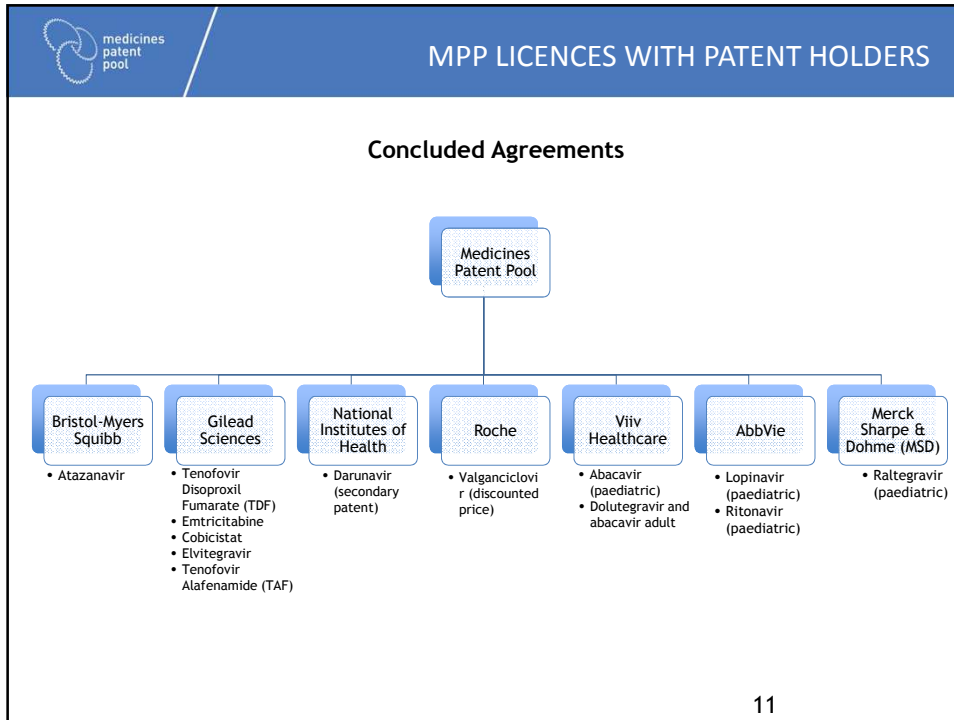 medicines
patent
pool
MPP LICENCES WITH PATENT HOLDERS
Concluded Agreements
Medicines
Patent Pool
Bristol-Myers
Squibb
• Atazanavir
Gilead
Sciences
• Tenofovir
Disoproxil
Fumarate (TDF)
• Emtricitabine
• Cobicistat
• Elvitegravir
• Tenofovir
Alafenamide (TAF)
National
Institutes of
Health
• Darunavir
(secondary
patent)
Roche
• Valganciclovi
r (discounted
price)
Viiv
Healthcare
• Abacavir
(paediatric)
• Dolutegravir and
abacavir adult
AbbVie
• Lopinavir
(paediatric)
• Ritonavir
(paediatric)
Merck
Sharpe &
Dohme (MSD)
• Raltegravir
(paediatric)
11